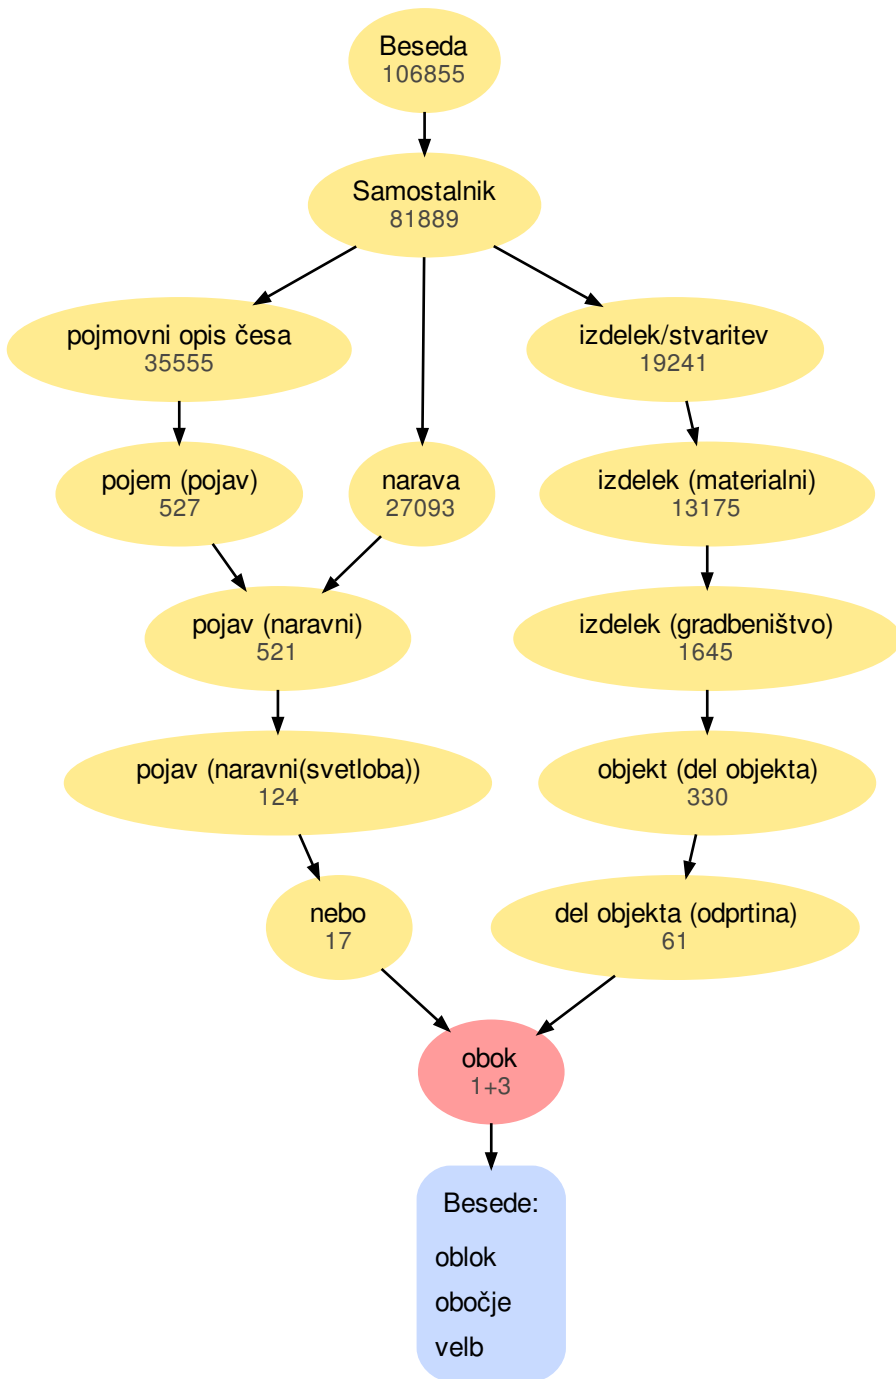 Beseda
106855
Samostalnik
81889
pojmovni opis česa
35555
izdelek/stvaritev
19241
pojem (pojav)
527
narava
27093
izdelek (materialni)
13175
pojav (naravni)
521
izdelek (gradbeništvo)
1645
pojav (naravni(svetloba))
124
objekt (del objekta)
330
nebo
17
del objekta (odprtina)
61
obok
1+3
Besede:
oblok
obočje
velb